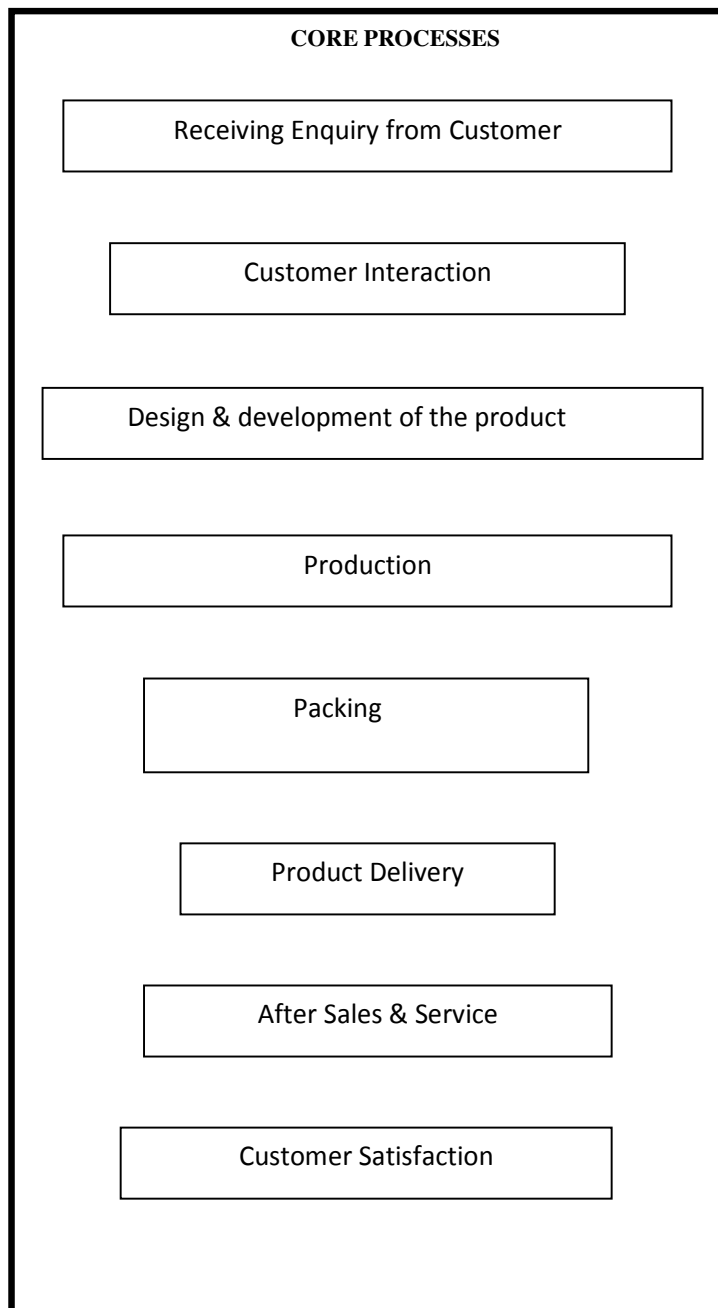 CORE PROCESSES
Receiving Enquiry from Customer
Customer Interaction
Design & development of the product
Production
Packing
Product Delivery
After Sales & Service
Customer Satisfaction